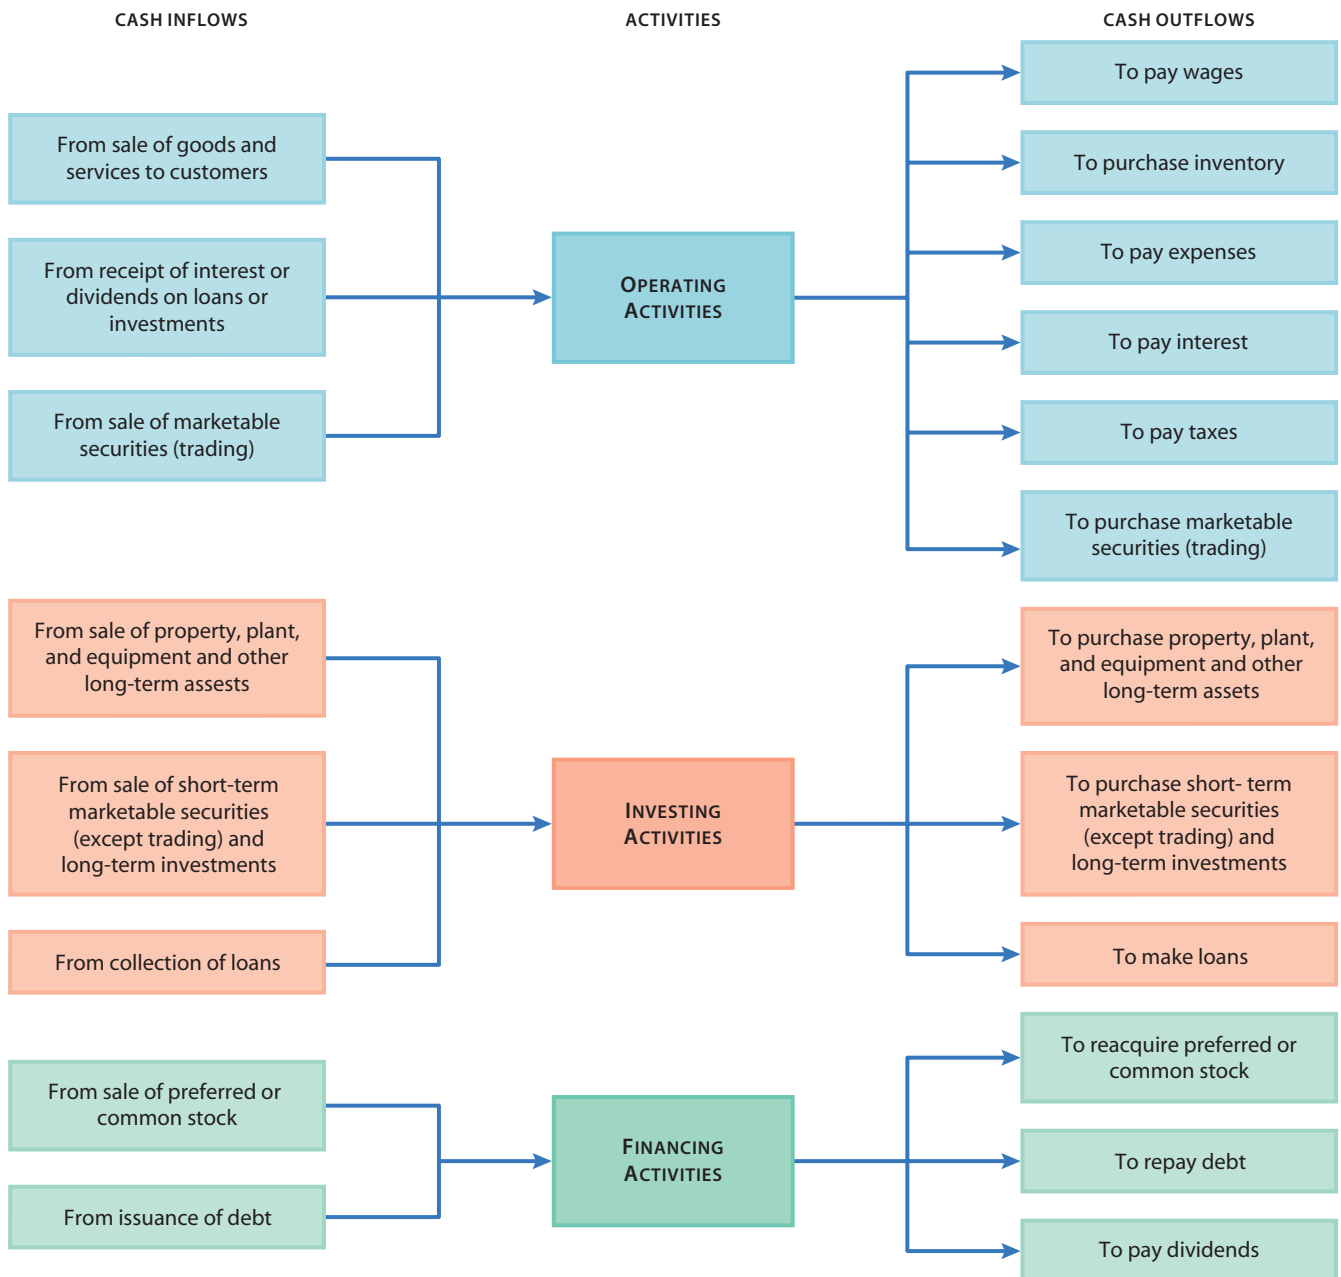 CASH INFLOWS
ACTIVITIES
CASH OUTFLOWS
From sale of goods and
services to customers
From receipt of interest or
dividends on loans or
investments
From sale of marketable
securities (trading)
OPERATING
ACTIVITIES
To pay wages
To purchase inventory
To pay expenses
To pay interest
To pay taxes
To purchase marketable
securities (trading)
From sale of property, plant,
and equipment and other
long-term assests
From sale of short-term
marketable securities
(except trading) and
long-term investments
From collection of loans
INVESTING
ACTIVITIES
To purchase property, plant,
and equipment and other
long-term assets
To purchase short- term
marketable securities
(except trading) and
long-term investments
To make loans
From sale of preferred or
common stock
From issuance of debt
FINANCING
ACTIVITIES
To reacquire preferred or
common stock
To repay debt
To pay dividends